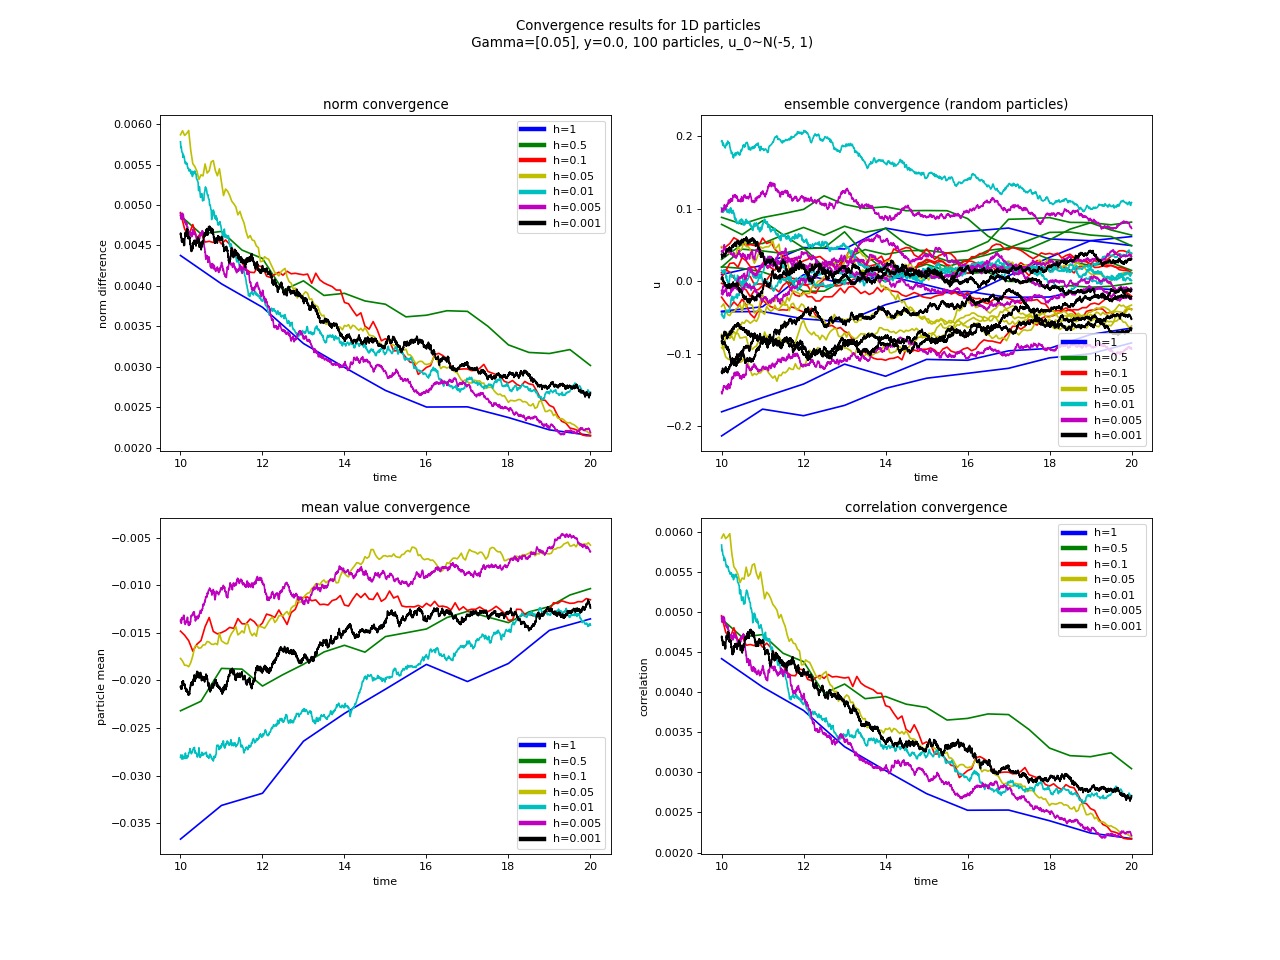 Convergence results for 1D particles
Gamma=[0.05], y=0.0, 100 particles, u_0~N(-5, 1)
norm convergence
norm difference
0.0060
0.0055
0.0050
0.0045
0.0040
0.0035
0.0030
0.0025
0.0020
10 12 14 16 18 20
time
h=1
h=0.5
h=0.1
h=0.05
h=0.01
h=0.005
h=0.001
ensemble convergence (random particles)
u
0.2
0.1
0.0
−0.1
−0.2
10 12 14 16 18 20
time
h=1
h=0.5
h=0.1
h=0.05
h=0.01
h=0.005
h=0.001
mean value convergence
particle mean
−0.005
−0.010
−0.015
−0.020
−0.025
−0.030
−0.035
10 12 14 16 18 20
time
h=1
h=0.5
h=0.1
h=0.05
h=0.01
h=0.005
h=0.001
correlation convergence
correlation
0.0060
0.0055
0.0050
0.0045
0.0040
0.0035
0.0030
0.0025
0.0020
10 12 14 16 18 20
time
h=1
h=0.5
h=0.1
h=0.05
h=0.01
h=0.005
h=0.001